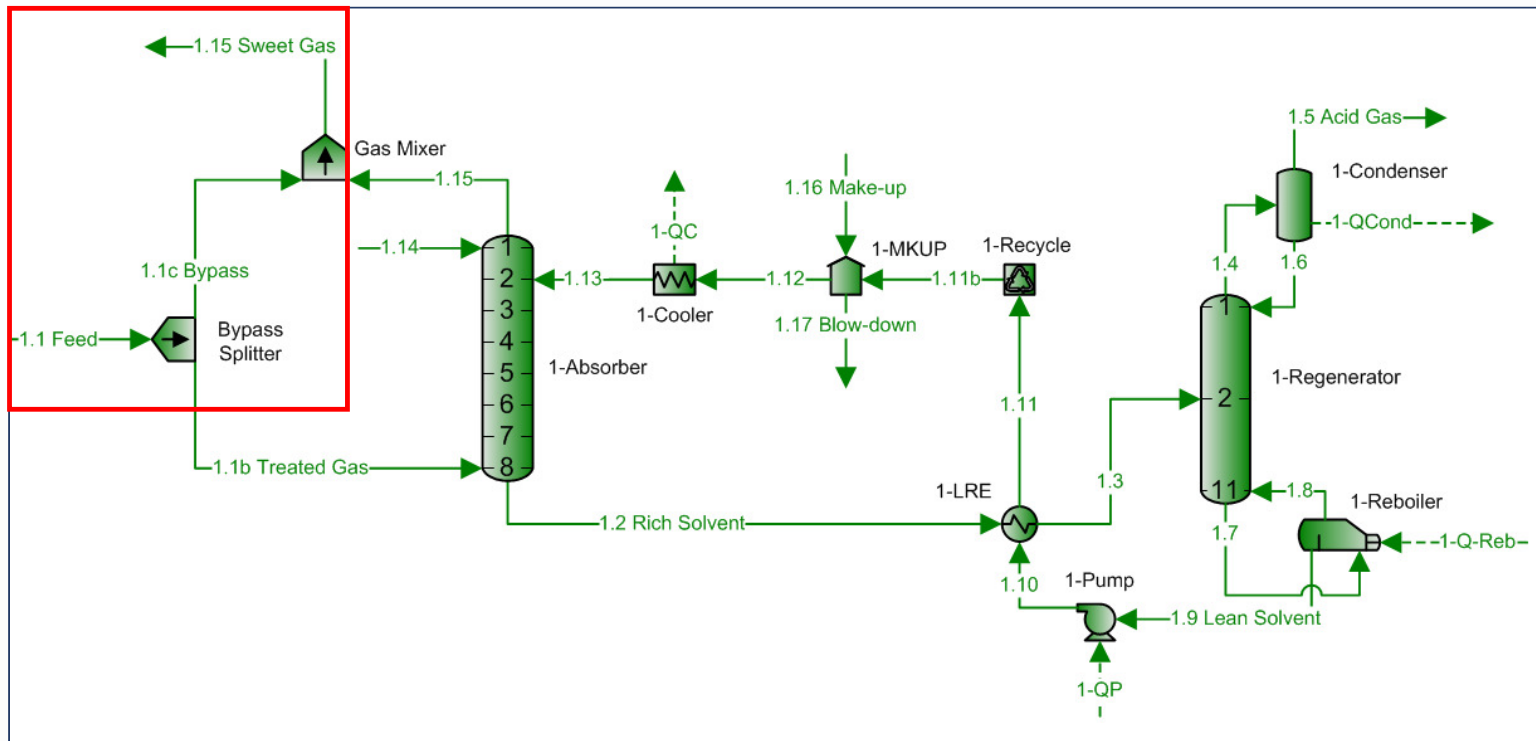 1.15 Sweet Gas
Gas Mixer
1.15
1.14
1.1c Bypass
1.1 Feed
Bypass
Splitter
1.1b Treated Gas
1
2
3
4
5
6
7
8
1-Absorber
1.13
1-QC
1-Cooler
1.12
1.16 Make-up
1-MKUP
1.17 Blow-down
1.11b
1-Recycle
1.11
1.2 Rich Solvent
1-LRE
1.10
1-Pump
1-QP
1.9 Lean Solvent
1.3
1.5 Acid Gas
1-Condenser
1-QCond
1.4
1.6
1
2
11
1-Regenerator
1.8
1.7
1-Reboiler
1-Q-Reb